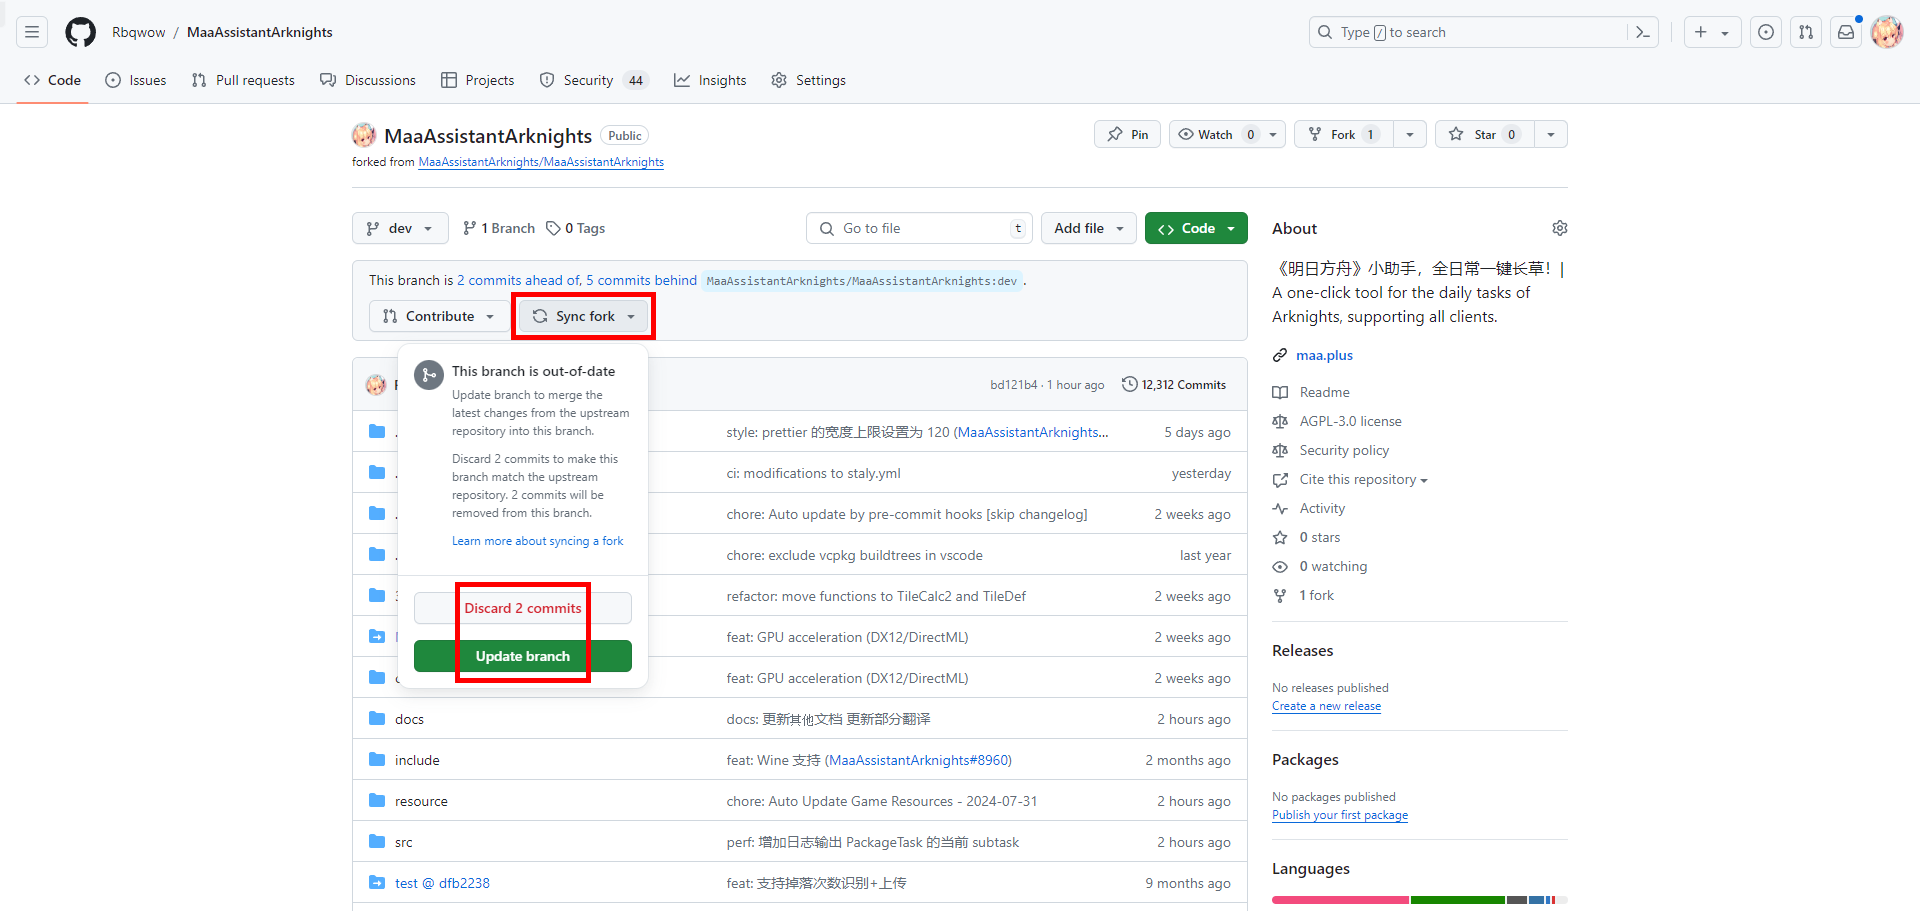 Rbqwow / MaaAssistantArknights
Type / to search
Code
Issues
Pull requests
Discussions
Projects
Security 44
Insights
Settings
MaaAssistantArknights Public
forked from MaaAssistantArknights/MaaAssistantArknights
Pin
Watch 0
Fork 1
Star 0
dev
1 Branch
0 Tags
Go to file t
Add file
Code
This branch is 2 commits ahead of, 5 commits behind MaaAssistantArknights/MaaAssistantArknights:dev .
Contribute
Sync fork
This branch is out-of-date
Update branch to merge the
latest changes from the upstream
repository into this branch.
Discard 2 commits to make this
branch match the upstream
repository. 2 commits will be
removed from this branch.
Learn more about syncing a fork
Discard 2 commits
Update branch
bd121b4 · 1 hour ago
12,312 Commits
style: prettier 的宽度上限设置为 120 (MaaAssistantArknights... 5 days ago
ci: modifications to staly.yml yesterday
chore: Auto update by pre-commit hooks [skip changelog] 2 weeks ago
chore: exclude vcpkg buildtrees in vscode last year
refactor: move functions to TileCalc2 and TileDef 2 weeks ago
feat: GPU acceleration (DX12/DirectML) 2 weeks ago
feat: GPU acceleration (DX12/DirectML) 2 weeks ago
docs docs: 更新其他文档 更新部分翻译 2 hours ago
include feat: Wine 支持 (MaaAssistantArknights#8960) 2 months ago
resource chore: Auto Update Game Resources - 2024-07-31 2 hours ago
src perf: 增加日志输出 PackageTask 的当前 subtask 2 hours ago
test @ dfb2238 feat: 支持掉落次数识别+上传 9 months ago
About
《明日方舟》小助手，全日常一键长草！|
A one-click tool for the daily tasks of
Arknights, supporting all clients.
maa.plus
Readme
AGPL-3.0 license
Security policy
Cite this repository
Activity
0 stars
0 watching
1 fork
Releases
No releases published
Create a new release
Packages
No packages published
Publish your first package
Languages